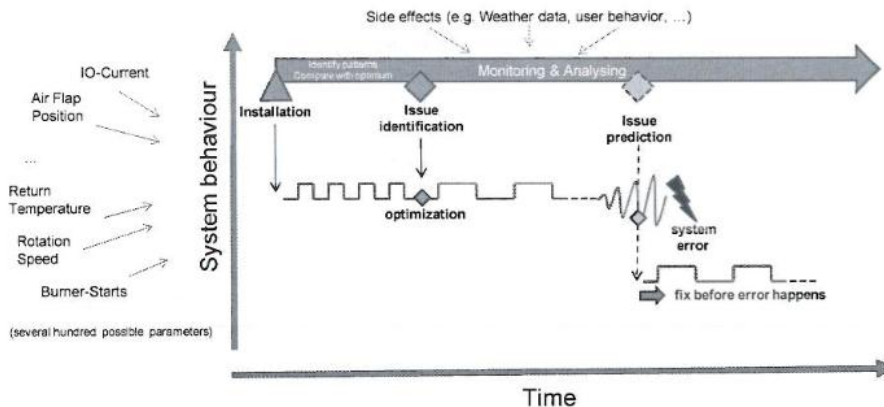 Side effects (e.g. Weather data, user behavior, ...)
IO-Current
Identify patterns
Compare with optimum
Monitoring & Analysing
Air Flap
Position
Installation
Issue
identification
Issue
prediction
...
Return
Temperature
System behaviour
optimization
system
error
Rotation
Speed
Burner-Starts
fix before error happens
(several hundred possible parameters)
Time